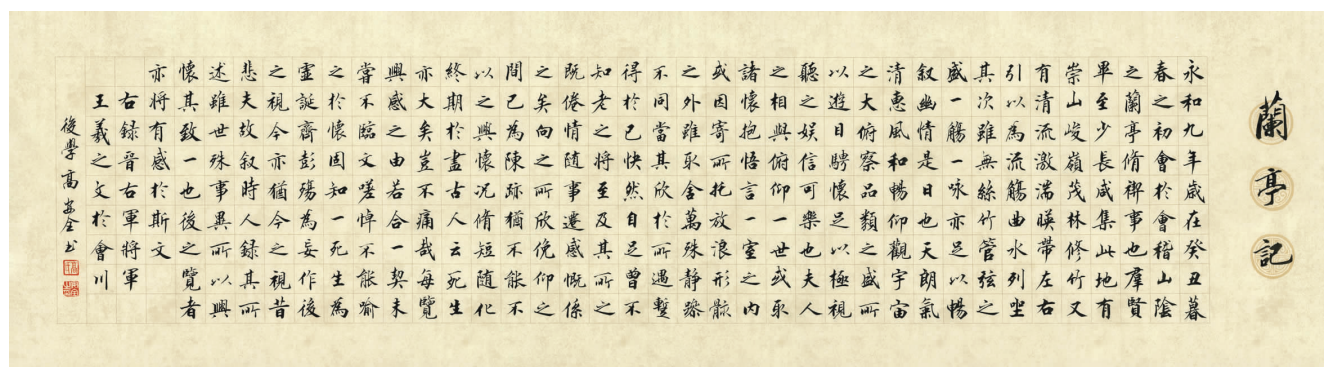 蘭亭記
永和九年歲在癸丑暮
春之初會於會稽山陰
之蘭亭脩禊事也羣賢
畢至少長咸集此地有
崇山峻嶺茂林修竹又
有清流激湍暎帶左右
引以為流觴曲水列坐
其次雖無絲竹管弦之
盛一觴一咏亦足以暢
叙幽情是日也天朗氣
清惠風和暢仰觀宇宙
之大俯察品類之盛所
以遊目騁懷足以極視
聽之娱信可樂也夫人
之相與俯仰一世或取
諸懷抱悟言一室之内
或因寄所托放浪形骸
之外雖取舍萬殊静躁
不同當其欣於所遇蹔
得於己快然自足曾不
知老之將至及其所之
既倦情隨事遷感慨係
之矣向之所欣俛仰之
間已為陳跡猶不能不
以之興懷況脩短隨化
終期於盡古人云死生
亦大矣豈不痛哉每覽
興感之由若合一契未
嘗不臨文嗟悼不能喻
之於懷固知一死生為
靈誕齊彭殤為妄作後
之視今亦猶今之視昔
悲夫故叙時人録其所
述雖世殊事異所以興
懷其致一也後之覽者
亦將有感於斯文
右録晉右軍將軍
王羲之文於會川
後學高全书